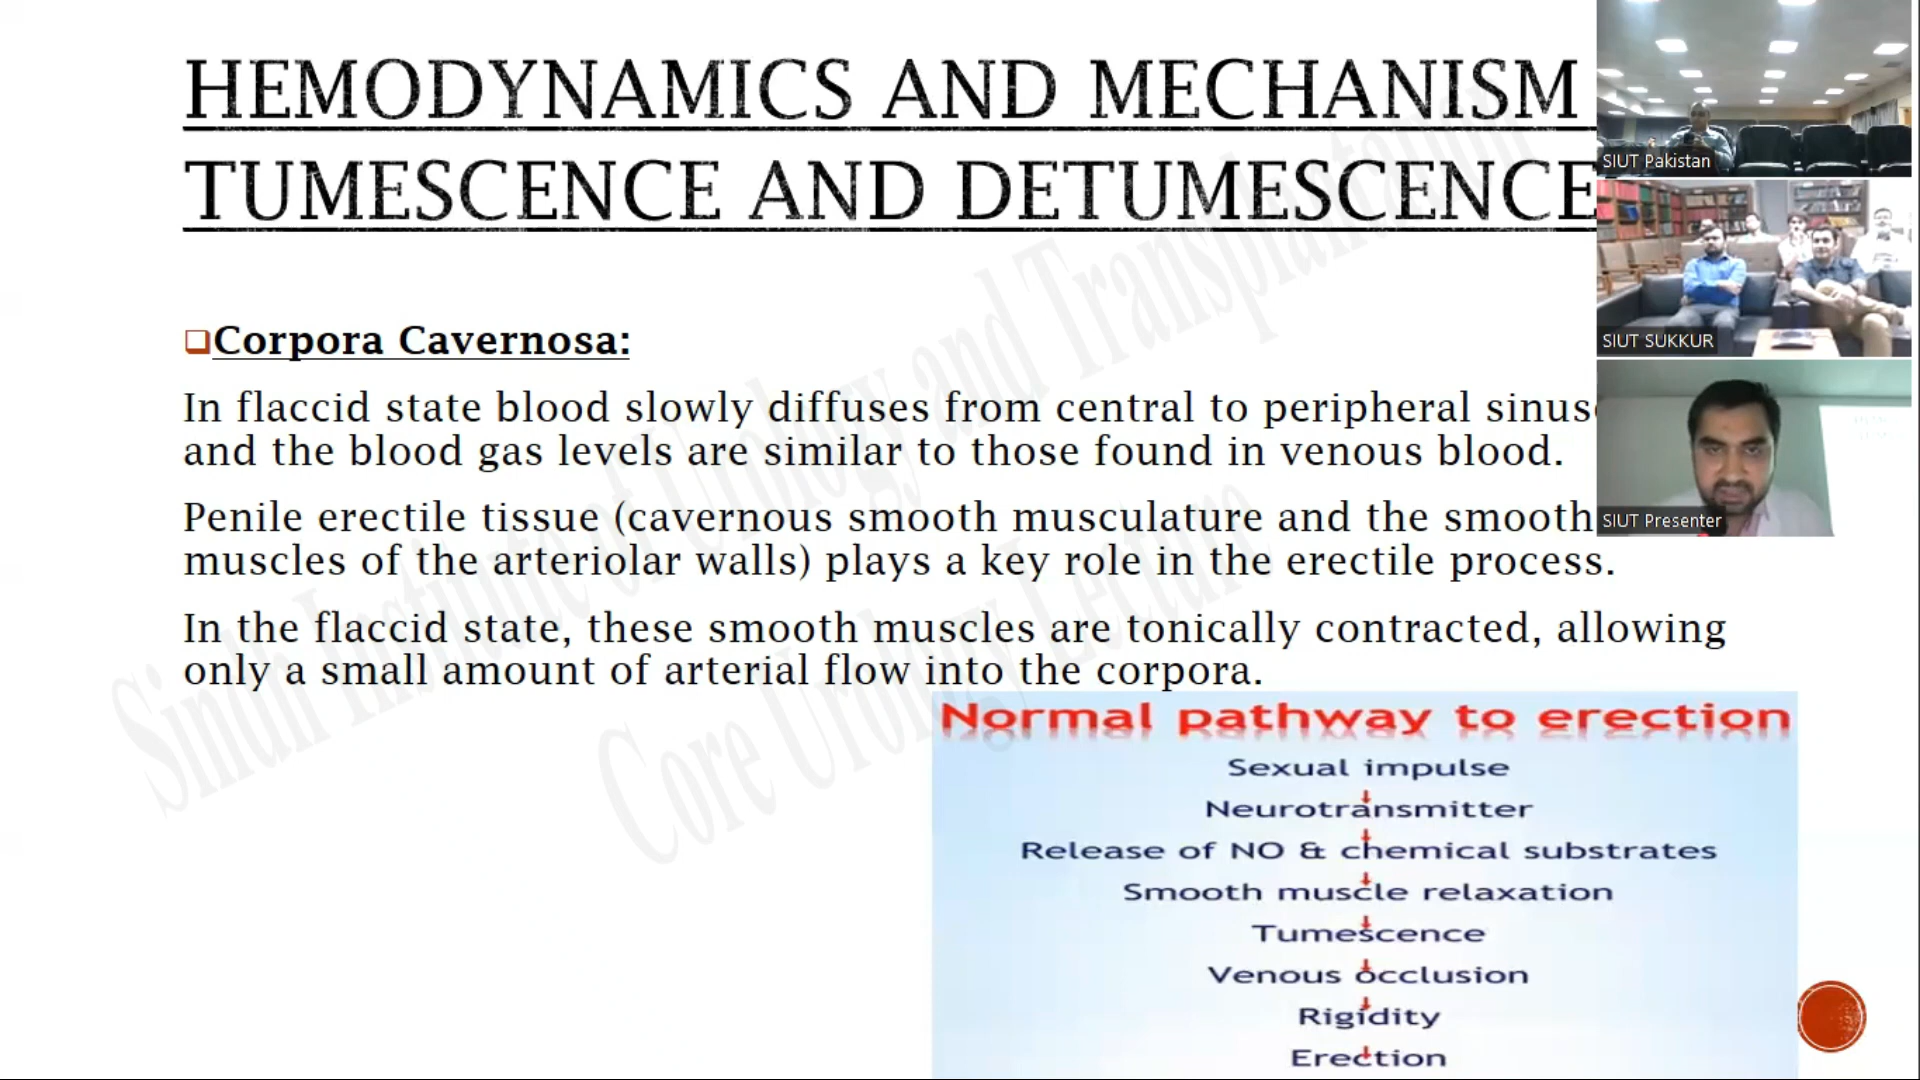 HEMODYNAMICS AND MECHANISM
TUMESCENCE AND DETUMESCENCE
Corpora Cavernosa:
In flaccid state blood slowly diffuses from central to peripheral
and the blood gas levels are similar to those found in venous blood.
Penile erectile tissue (cavernous smooth musculature and the smooth
muscles of the arteriolar walls) plays a key role in the erectile process.
In the flaccid state, these smooth muscles are tonically contracted, allowing
only a small amount of arterial flow into the corpora.
Normal pathway to erection
Sexual impulse
Neurotransmitter
Release of NO & chemical substrates
Smooth muscle relaxation
Tumescence
Venous occlusion
Rigidity
Erection
SIUT Pakistan
SIUT SUKKUR
SIUT Presenter
Sindh Institute of Urology and Transplantation
Core Urology Lecture